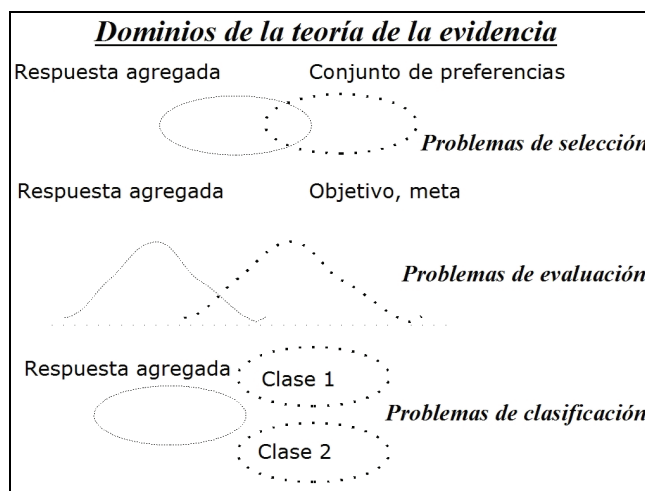 Dominios de la teoría de la evidencia
Respuesta agregada Conjunto de preferencias
Problemas de selección
Respuesta agregada Objetivo, meta
Problemas de evaluación
Respuesta agregada
Clase 1
Problemas de clasificación
Clase 2